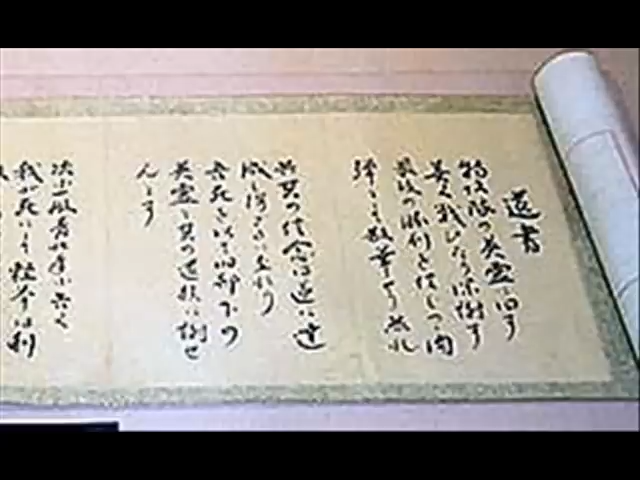 遺書
特攻隊の英霊に曰す
善く戦ひたり深謝す
最後の勝利を信じつゝ肉
弾として散華せり然れ
共其の信念は遂に達
成し得ざるに至れり
吾死を以て旧部下の
英霊と其の遺族に謝せ
んとす
次に一般青壮年に告ぐ
我が死にして軽挙は利